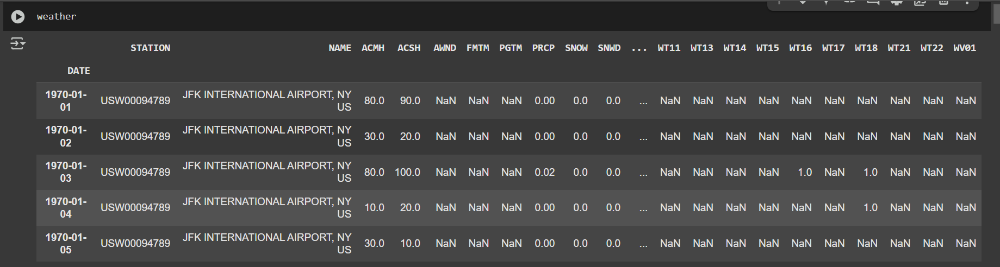 weather
STATION NAME ACMH ACSH AWND FMTM PGTM PRCP SNOW SNWD ... WT11 WT13 WT14 WT15 WT16 WT17 WT18 WT21 WT22 WV01
DATE
1970-01-01 USW00094789 JFK INTERNATIONAL AIRPORT, NY US 80.0 90.0 NaN NaN NaN 0.00 0.0 0.0 ... NaN NaN NaN NaN NaN NaN NaN NaN NaN NaN
1970-01-02 USW00094789 JFK INTERNATIONAL AIRPORT, NY US 30.0 20.0 NaN NaN NaN 0.00 0.0 0.0 ... NaN NaN NaN NaN NaN NaN NaN NaN NaN NaN
1970-01-03 USW00094789 JFK INTERNATIONAL AIRPORT, NY US 80.0 100.0 NaN NaN NaN 0.02 0.0 0.0 ... NaN NaN NaN NaN 1.0 NaN 1.0 NaN NaN NaN
1970-01-04 USW00094789 JFK INTERNATIONAL AIRPORT, NY US 10.0 20.0 NaN NaN NaN 0.00 0.0 0.0 ... NaN NaN NaN NaN NaN NaN 1.0 NaN NaN NaN
1970-01-05 USW00094789 JFK INTERNATIONAL AIRPORT, NY US 30.0 10.0 NaN NaN NaN 0.00 0.0 0.0 ... NaN NaN NaN NaN NaN NaN NaN NaN NaN NaN